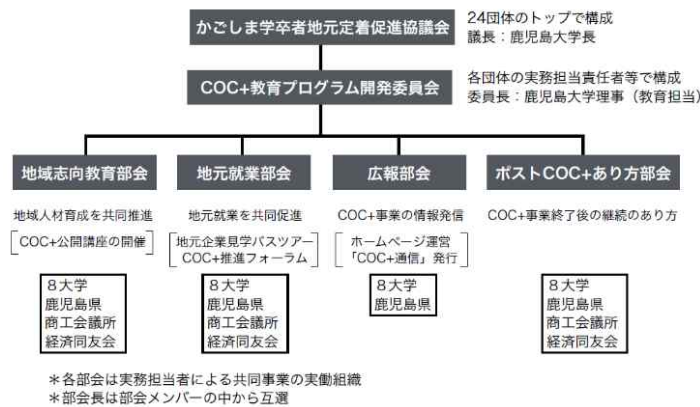 かごしま学卒者地元定着促進協議会
24団体のトップで構成
議長：鹿児島大学長
COC+教育プログラム開発委員会
各団体の実務担当責任者等で構成
委員長：鹿児島大学理事（教育担当）
地域志向教育部会
地域人材育成を共同推進
COC+公開講座の開催
8大学
鹿児島県
商工会議所
経済同友会
地元就業部会
地元就業を共同促進
地元企業見学バスツアー
COC+推進フォーラム
8大学
鹿児島県
商工会議所
経済同友会
広報部会
COC+事業の情報発信
ホームページ運営
「COC+通信」発行
8大学
鹿児島県
ポストCOC+あり方部会
COC+事業終了後の継続のあり方
8大学
鹿児島県
商工会議所
経済同友会
＊各部会は実務担当者による共同事業の実働組織
＊部会長は部会メンバーの中から互選